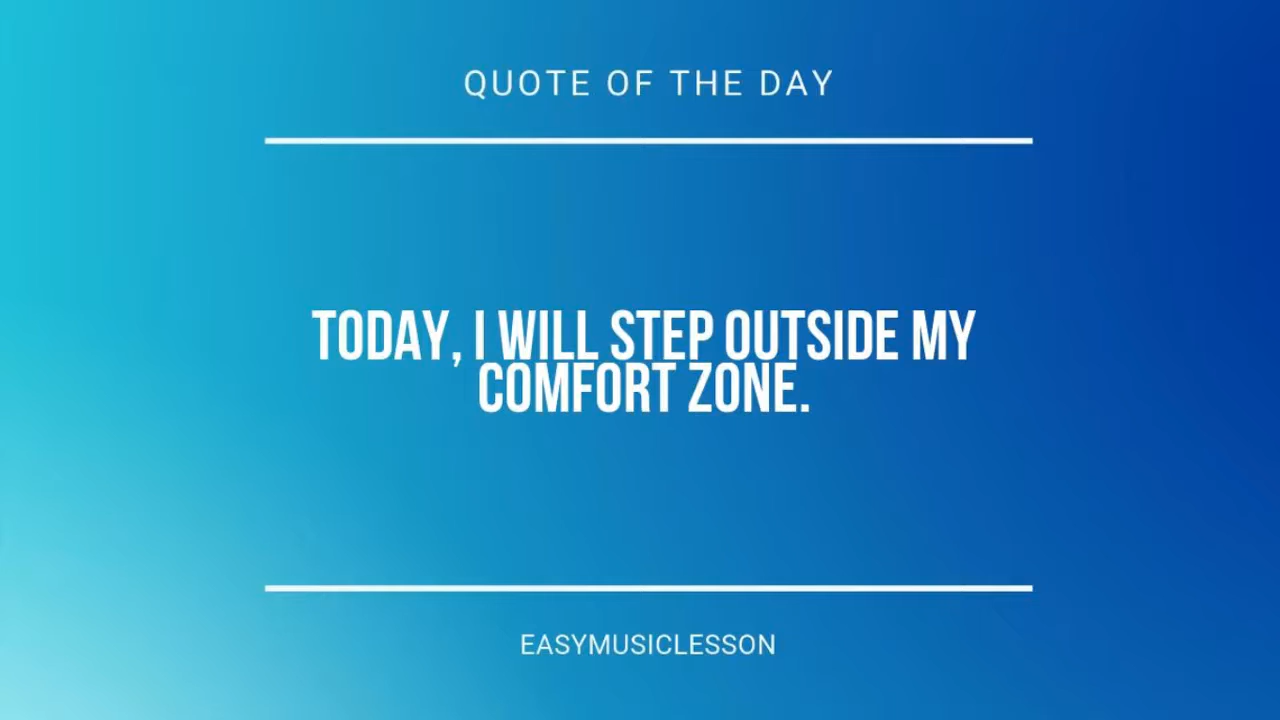 QUOTE OF THE DAY
TODAY, I WILL STEP OUTSIDE MY
COMFORT ZONE.
EASYMUSICLESSON